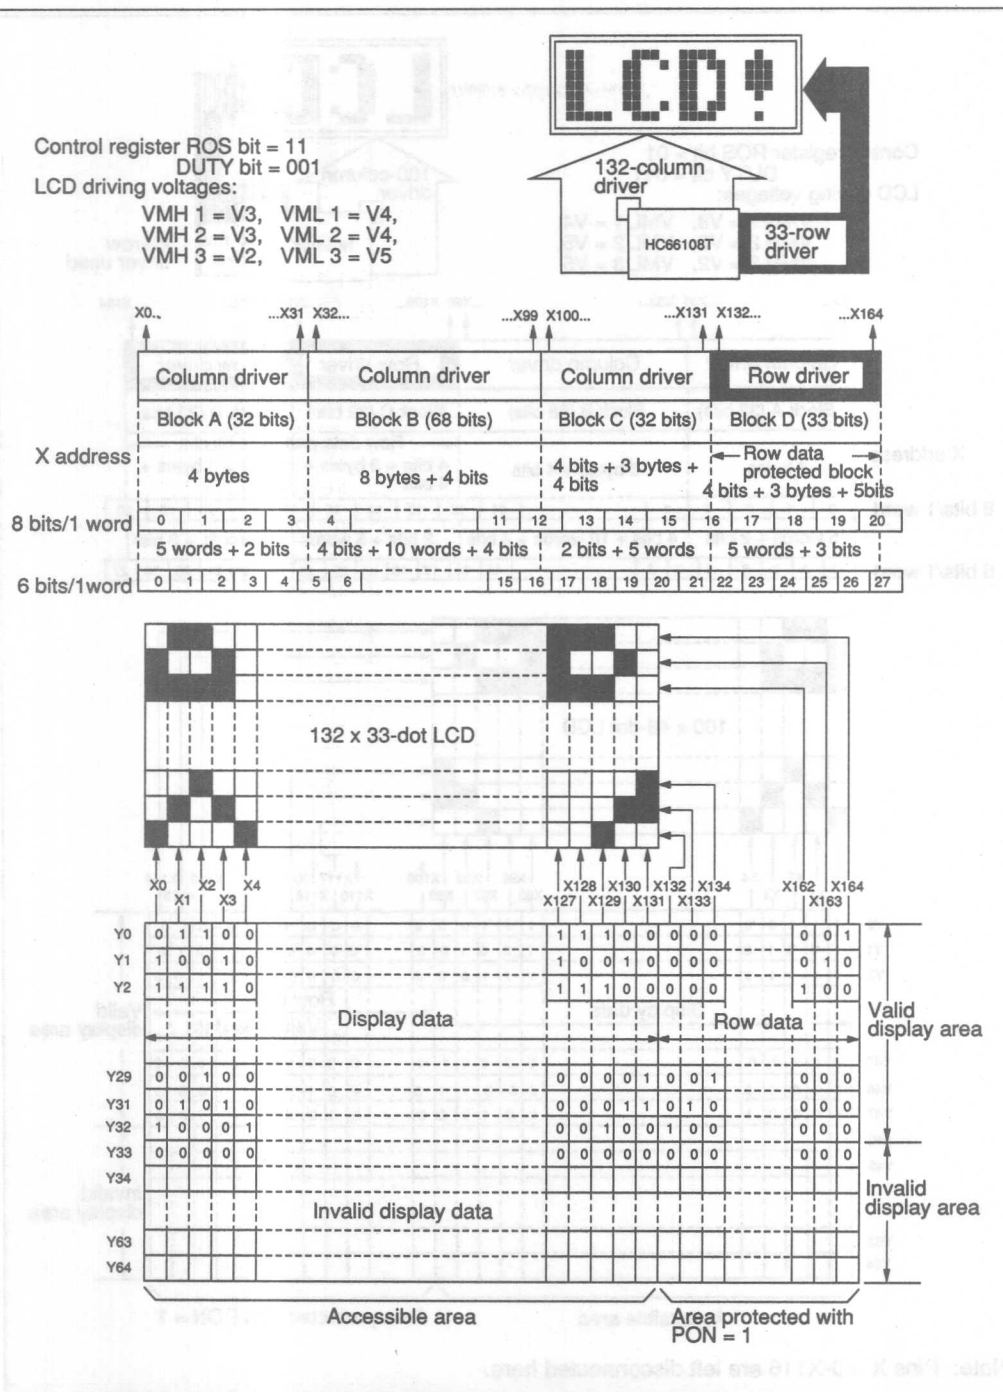 LCD!
Control register ROS bit = 11
DUTY bit = 001
LCD driving voltages:
VMH 1 = V3, VML 1 = V4,
VMH 2 = V3, VML 2 = V4,
VMH 3 = V2, VML 3 = V5
132-column
driver
HC66108T
33-row
driver
X0... ...X31 X32... ...X99 X100... ...X131 X132... ...X164
Column driver Column driver Column driver Row driver
Block A (32 bits) Block B (68 bits) Block C (32 bits) Block D (33 bits)
X address
4 bytes 8 bytes + 4 bits 4 bits + 3 bytes +
4 bits
Row data
protected block
4 bits + 3 bytes + 5bits
8 bits/1 word 0 1 2 3 4 11 12 13 14 15 16 17 18 19 20
5 words + 2 bits 4 bits + 10 words + 4 bits 2 bits + 5 words 5 words + 3 bits
6 bits/1word 0 1 2 3 4 5 6 15 16 17 18 19 20 21 22 23 24 25 26 27
132 x 33-dot LCD
X0 X2 X4 X128 X130 X132 X134 X162 X164
X1 X3 X127 X129 X131 X133 X163
Y0 0 1 1 0 0 1 1 1 0 0 0 0 0 0 0 1
Y1 1 0 0 1 0 1 0 0 0 0 0 0 0 0 0 0
Y2 1 1 1 1 0 1 1 1 0 0 0 0 0 1 0 0
Display data Row data
Valid
display area
Y29 0 0 1 0 0 0 0 0 0 1 0 0 1 0 0 0
Y31 0 1 0 1 0 0 0 0 1 1 0 1 0 0 0 0
Y32 1 0 0 0 1 0 0 1 0 0 1 0 0 0 0 0
Y33 0 0 0 0 0 0 0 0 0 0 0 0 0 0 0 0
Y34
Invalid display data
Invalid
display area
Y63
Y64
Accessible area Area protected with
PON = 1